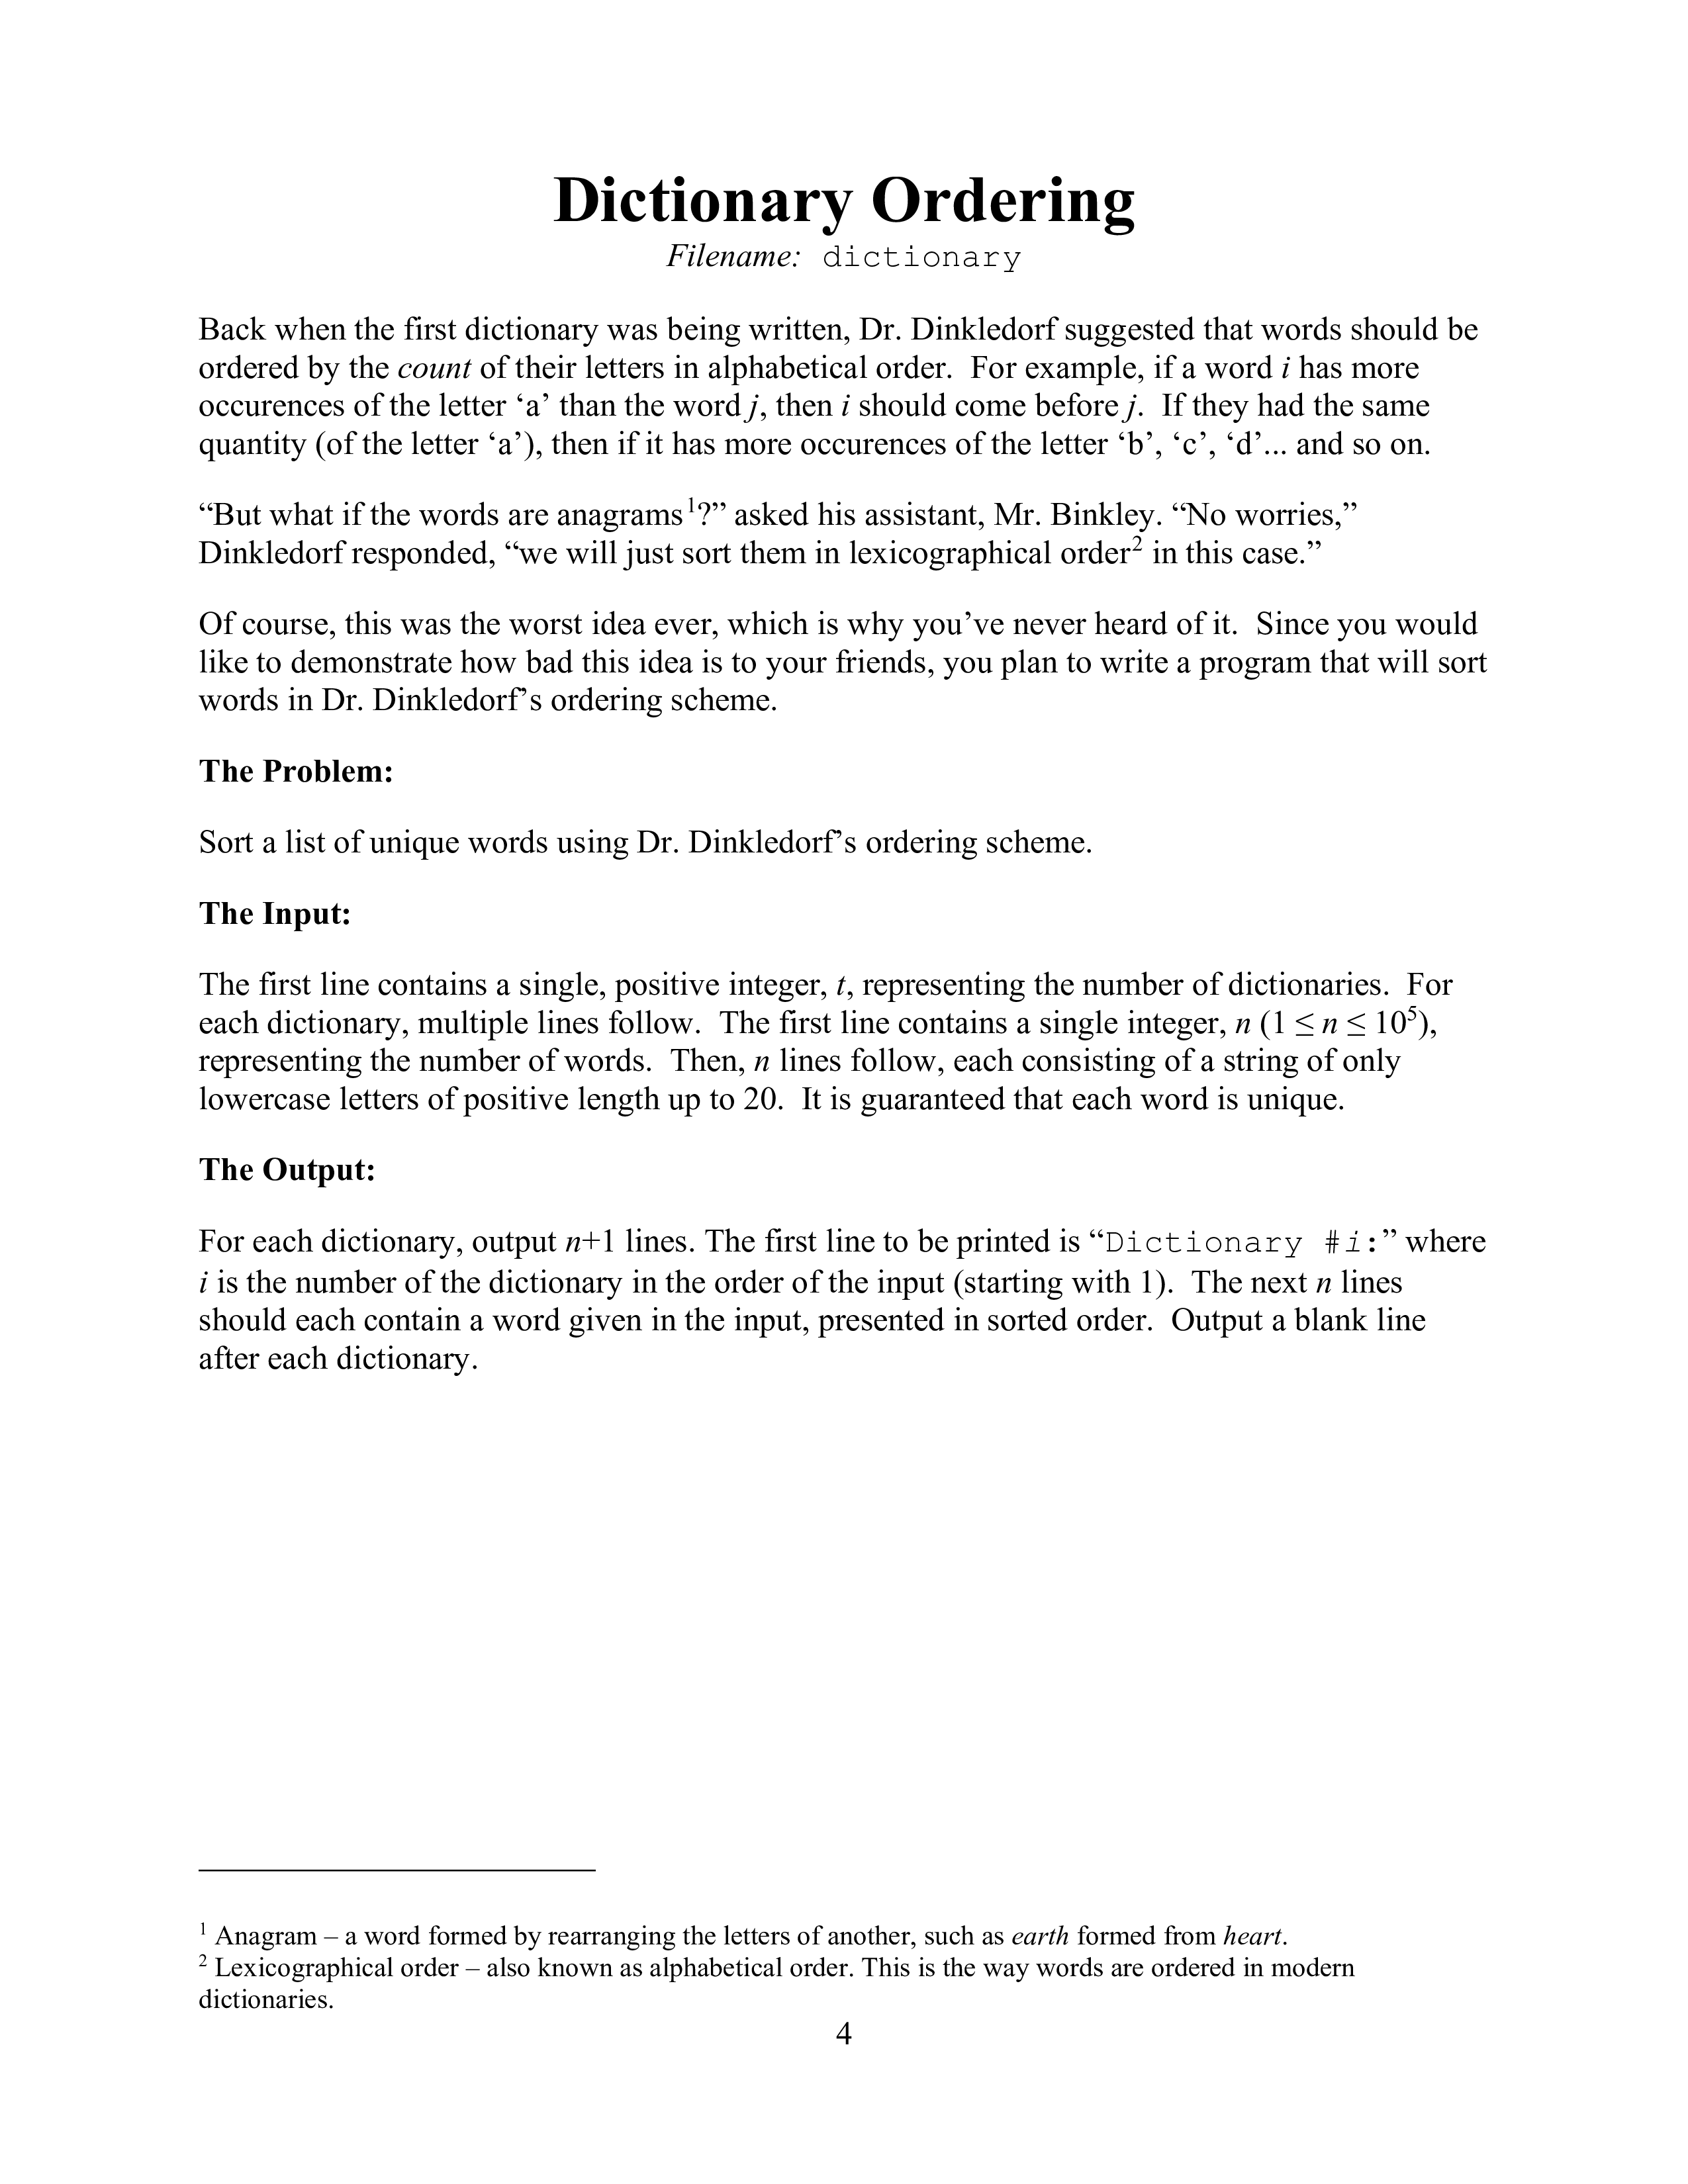 Dictionary Ordering
Filename: dictionary
Back when the first dictionary was being written, Dr. Dinkledorf suggested that words should be
ordered by the count of their letters in alphabetical order.  For example, if a word i has more
occurences of the letter ‘a’ than the word j, then i should come before j.  If they had the same
quantity (of the letter ‘a’), then if it has more occurences of the letter ‘b’, ‘c’, ‘d’... and so on.
“But what if the words are anagrams¹?” asked his assistant, Mr. Binkley. “No worries,”
Dinkledorf responded, “we will just sort them in lexicographical order² in this case.”
Of course, this was the worst idea ever, which is why you’ve never heard of it.  Since you would
like to demonstrate how bad this idea is to your friends, you plan to write a program that will sort
words in Dr. Dinkledorf’s ordering scheme.
The Problem:
Sort a list of unique words using Dr. Dinkledorf’s ordering scheme.
The Input:
The first line contains a single, positive integer, t, representing the number of dictionaries.  For
each dictionary, multiple lines follow.  The first line contains a single integer, n (1 ≤ n ≤ 10⁵),
representing the number of words.  Then, n lines follow, each consisting of a string of only
lowercase letters of positive length up to 20.  It is guaranteed that each word is unique.
The Output:
For each dictionary, output n+1 lines. The first line to be printed is “Dictionary #i:” where
i is the number of the dictionary in the order of the input (starting with 1).  The next n lines
should each contain a word given in the input, presented in sorted order.  Output a blank line
after each dictionary.
¹ Anagram – a word formed by rearranging the letters of another, such as earth formed from heart.
² Lexicographical order – also known as alphabetical order. This is the way words are ordered in modern
dictionaries.
4